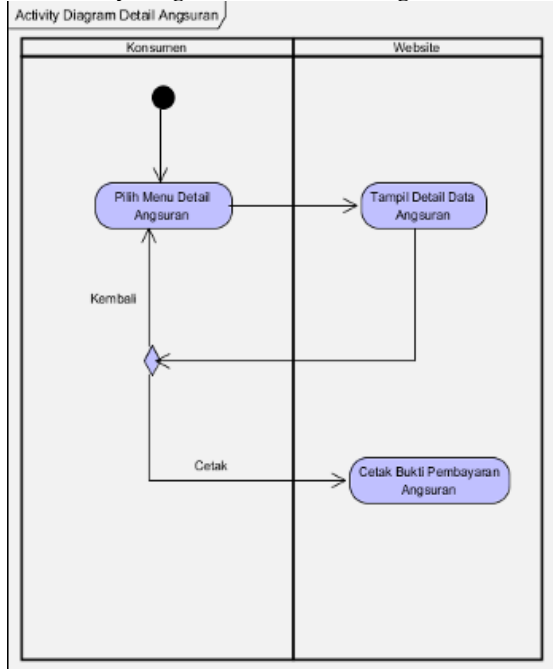 Activity Diagram Detail Angsuran
Konsumen
Website
Pilih Menu Detail
Angsuran
Tampil Detail Data
Angsuran
Kembali
Cetak
Cetak Bukti Pembayaran
Angsuran